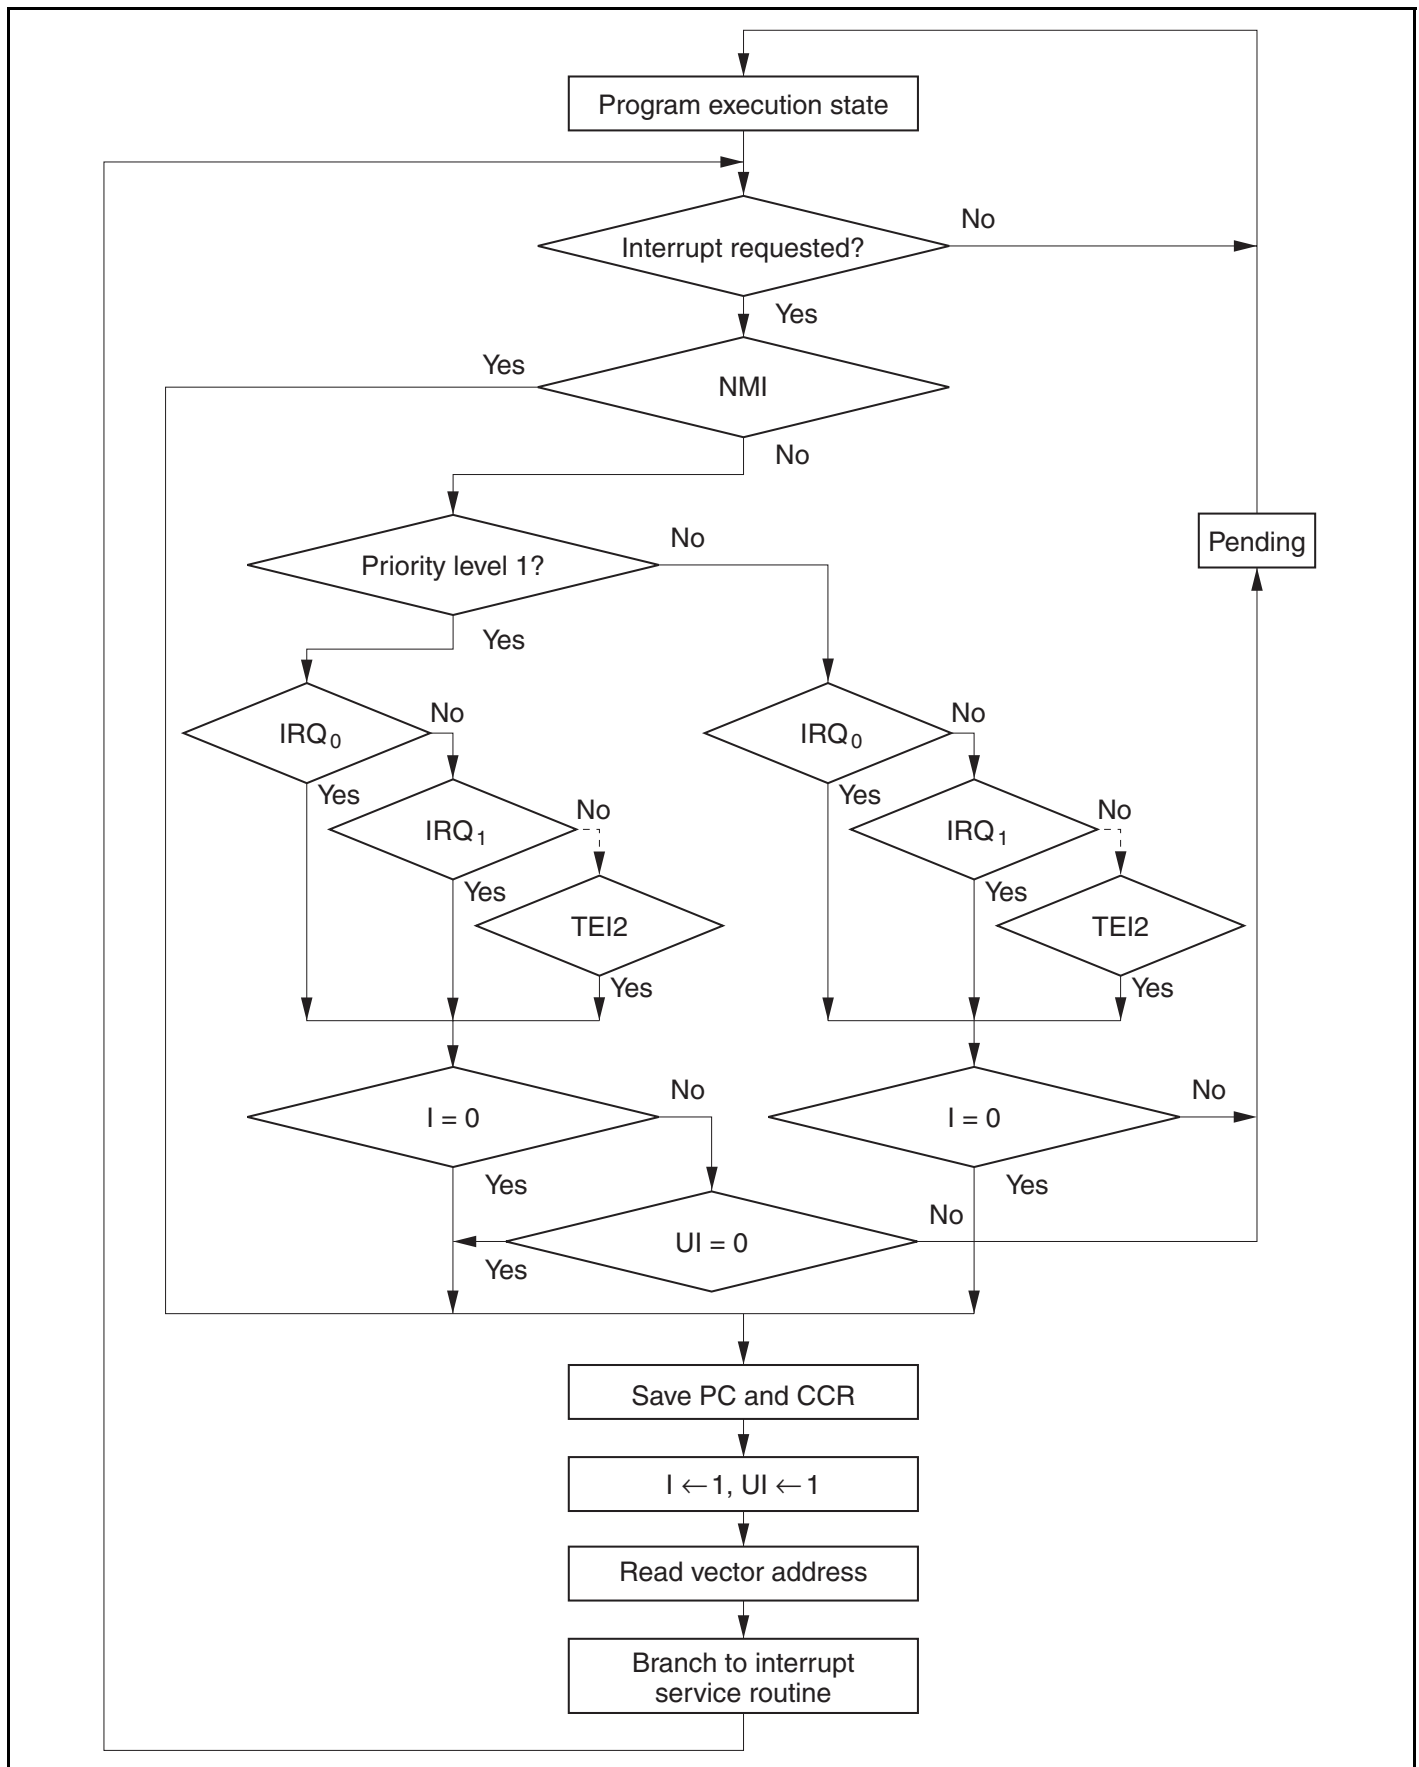 Program execution state
No
Interrupt requested?
Yes
Yes
NMI
No
No
Priority level 1?
Pending
Yes
No
No
IRQ0
IRQ0
Yes
No
Yes
No
IRQ1
IRQ1
Yes
Yes
TEI2
TEI2
Yes
Yes
No
No
I = 0
I = 0
Yes
Yes
No
UI = 0
Yes
Save PC and CCR
I ← 1, UI ← 1
Read vector address
Branch to interrupt
service routine